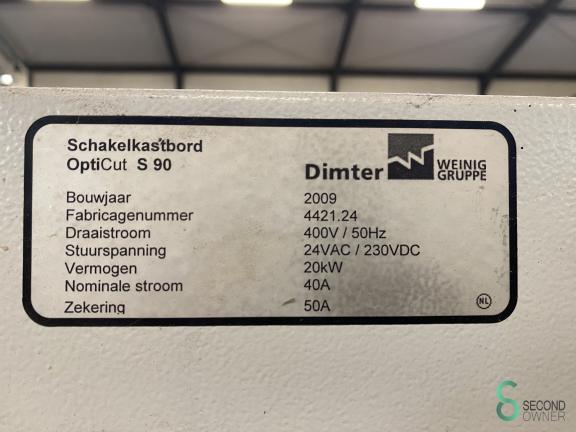 Schakelkastbord
OptiCut S 90
Dimter WEINIG GRUPPE
Bouwjaar 2009
Fabricagenummer 4421.24
Draaistroom 400V / 50Hz
Stuurspanning 24VAC / 230VDC
Vermogen 20kW
Nominale stroom 40A
Zekering 50A
NL
SECOND
OWNER